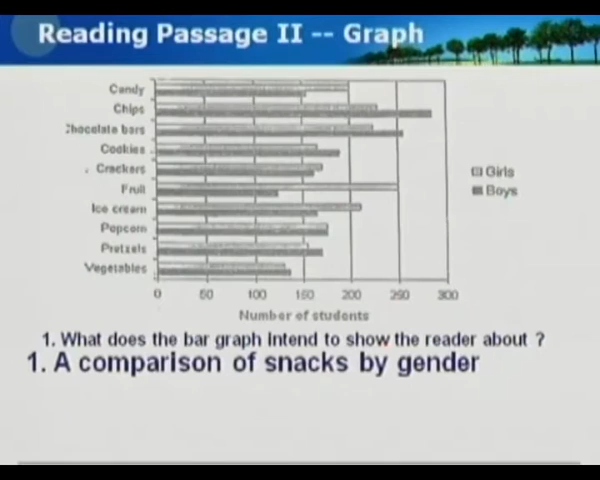 Reading Passage II -- Graph
Candy
Chips
Chocolate bars
Cookies
Crackers
Fruit
Ice cream
Popcorn
Pretzels
Vegetables
Girls
Boys
0 50 100 150 200 250 300
Number of students
1. What does the bar graph intend to show the reader about ?
1. A comparison of snacks by gender